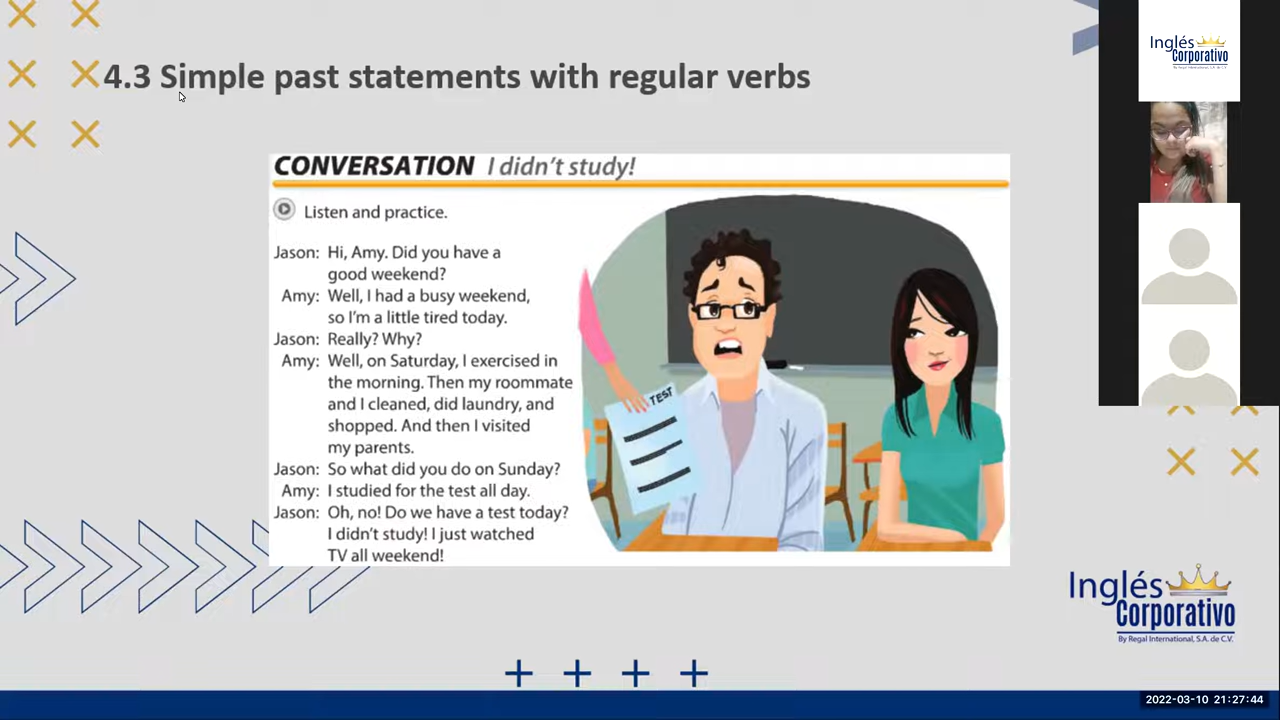 4.3 Simple past statements with regular verbs
CONVERSATION I didn't study!
Listen and practice.
Jason: Hi, Amy. Did you have a
good weekend?
Amy: Well, I had a busy weekend,
so I'm a little tired today.
Jason: Really? Why?
Amy: Well, on Saturday, I exercised in
the morning. Then my roommate
and I cleaned, did laundry, and
shopped. And then I visited
my parents.
Jason: So what did you do on Sunday?
Amy: I studied for the test all day.
Jason: Oh, no! Do we have a test today?
I didn't study! I just watched
TV all weekend!
TEST
Inglés
Corporativo
By Regal International, S.A. de C.V.
Inglés
Corporativo
By Regal International, S.A. de C.V.
2022-03-10 21:27:44